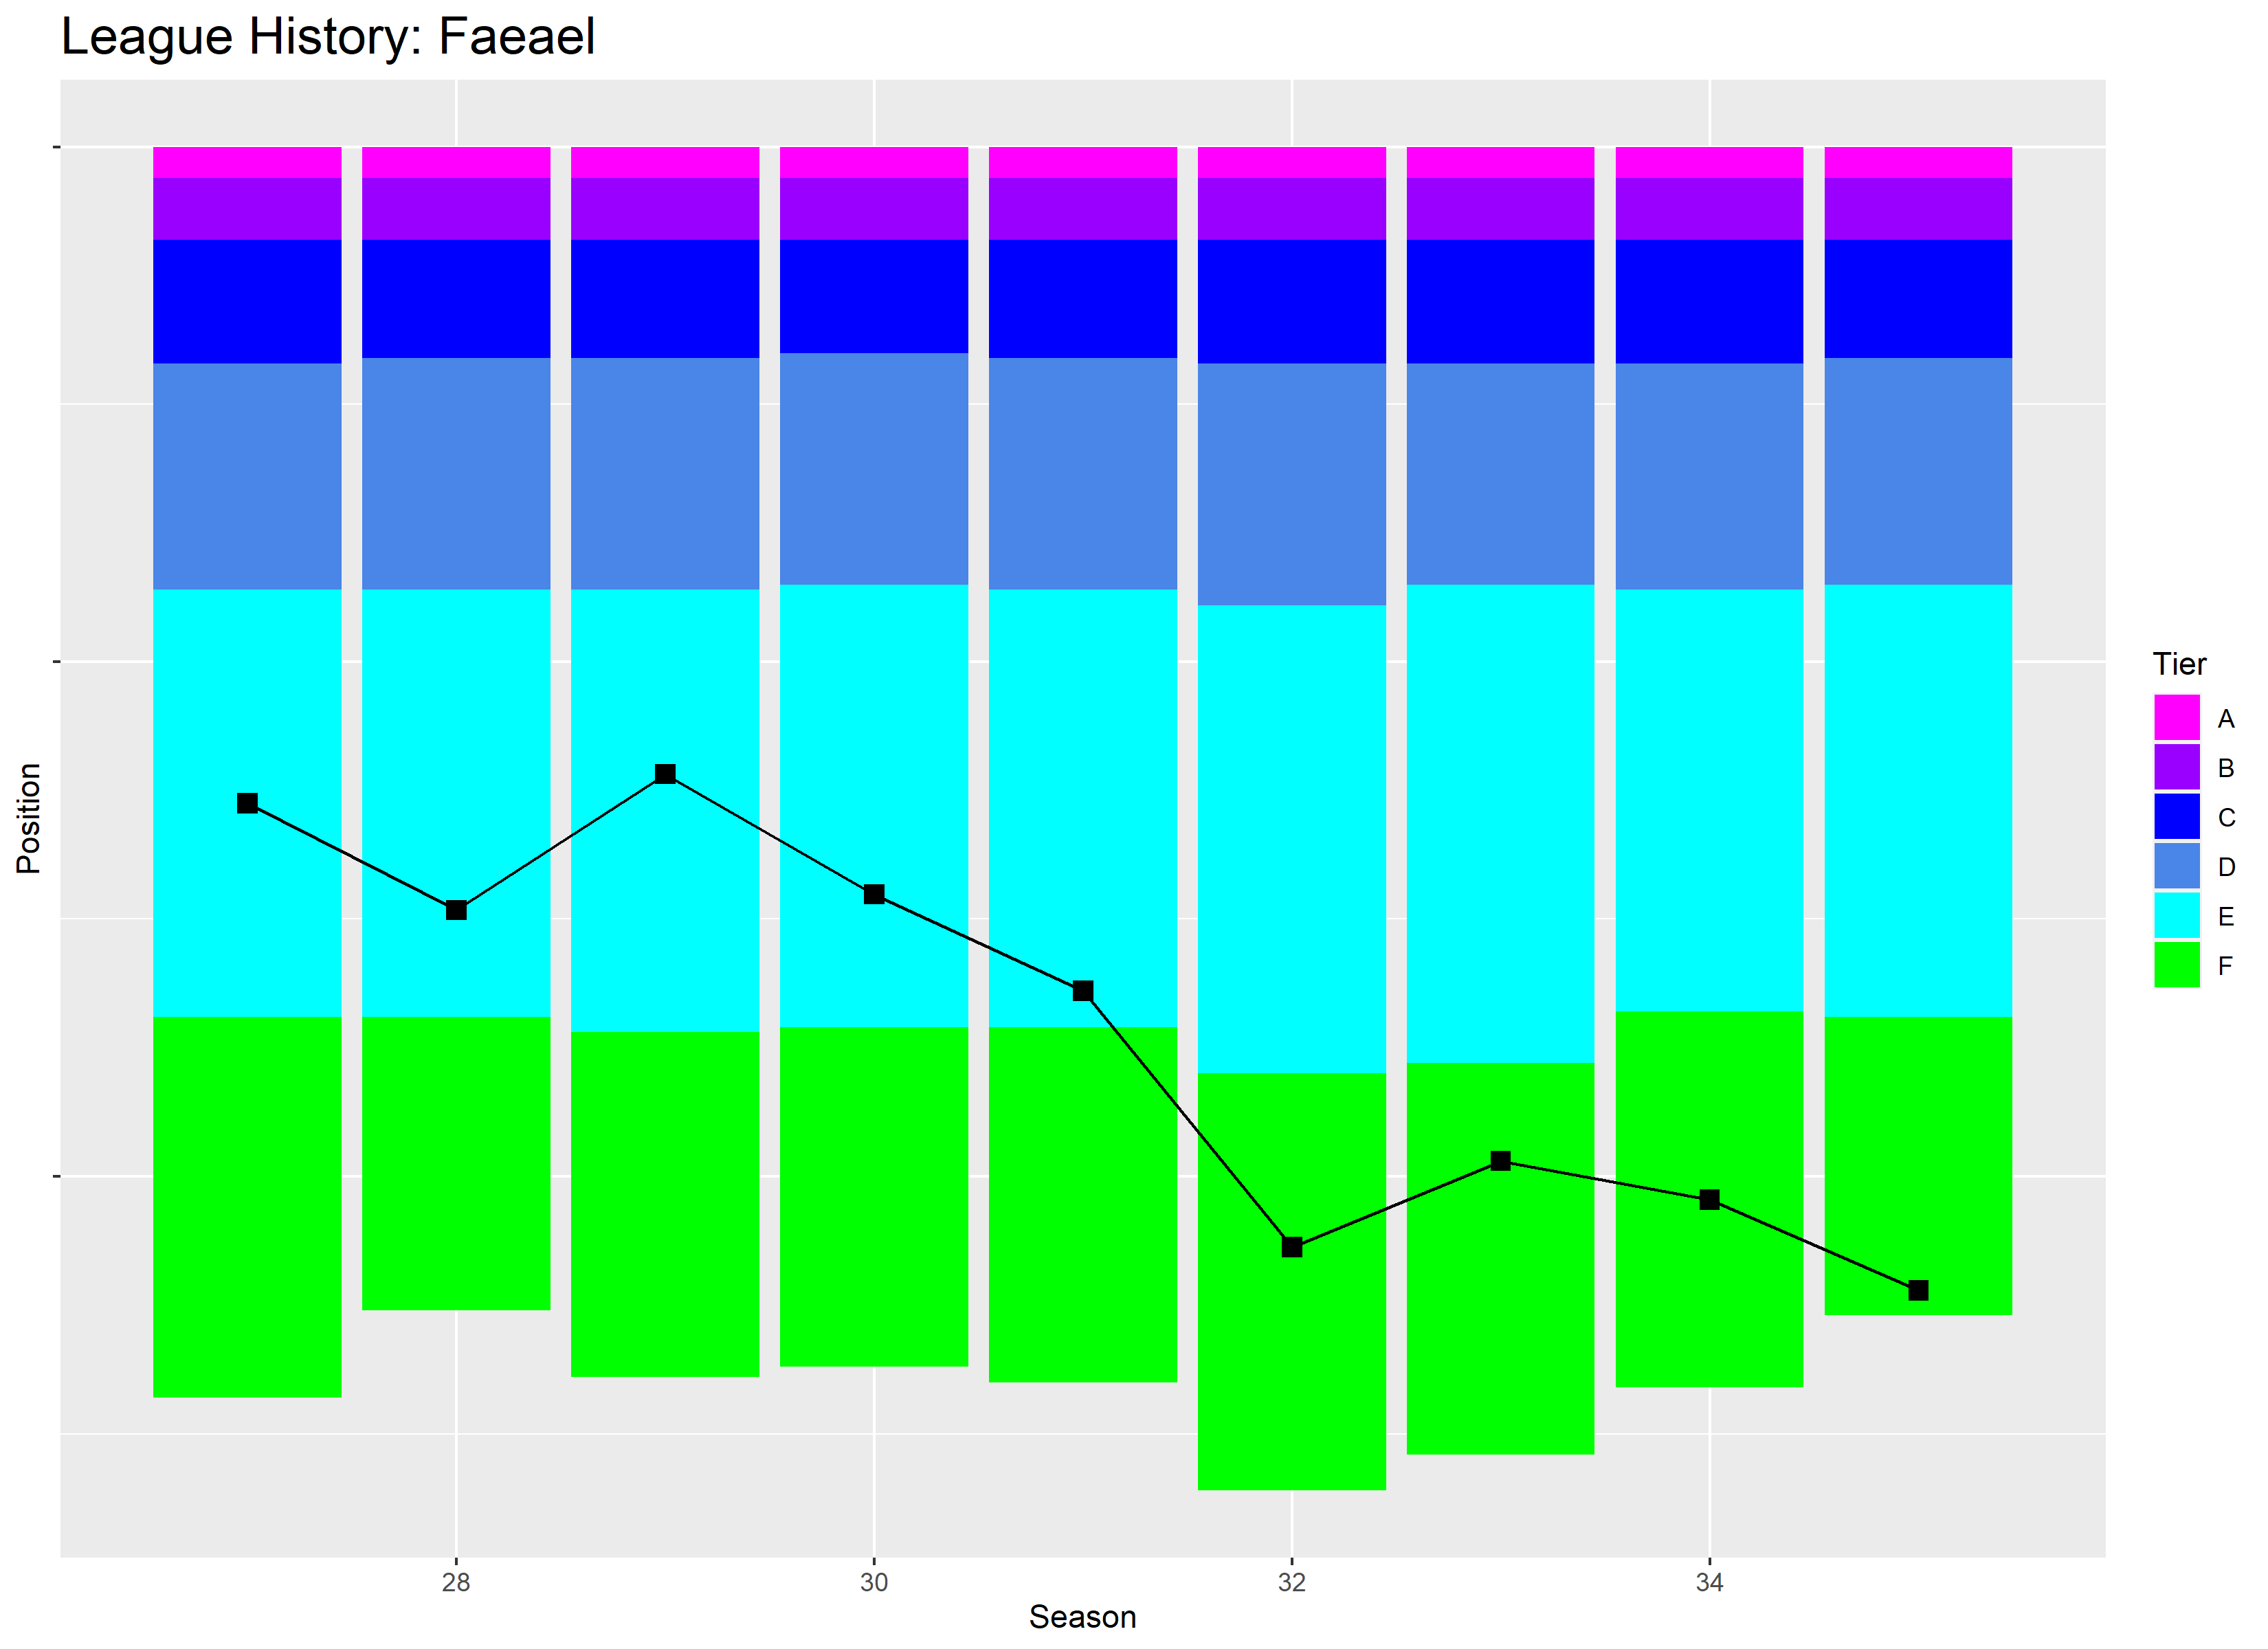 League History: Faeael
Position
28
30
32
34
Season
Tier
A
B
C
D
E
F